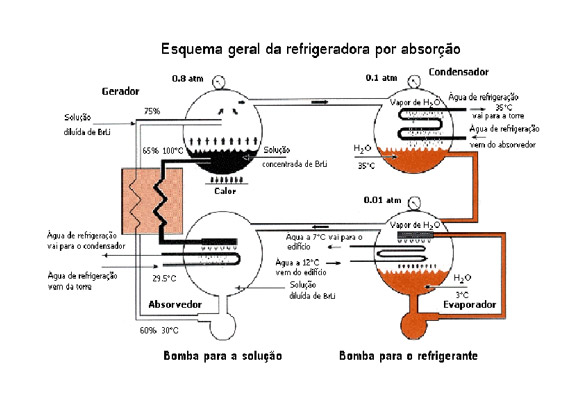 Esquema geral da refrigeradora por absorção
0.8 atm
0.1 atm
Condensador
Gerador
75%
Solução
diluída de BrLi
Vapor de H2O
Água de refrigeração
35°C
vai para a torre
Água de refrigeração
vem do absorvedor
65% 100°C
Solução
concentrada de BrLi
H2O
35°C
Calor
0.01 atm
Vapor de H2O
Água de refrigeração
vai para o condensador
Água a 7°C vai para o
edifício
Água a 12°C
vem do edifício
Água de refrigeração
vem da torre
29.5°C
Solução
diluída de BrLi
H2O
3°C
Absorvedor
Evaporador
60% 30°C
Bomba para a solução
Bomba para o refrigerante